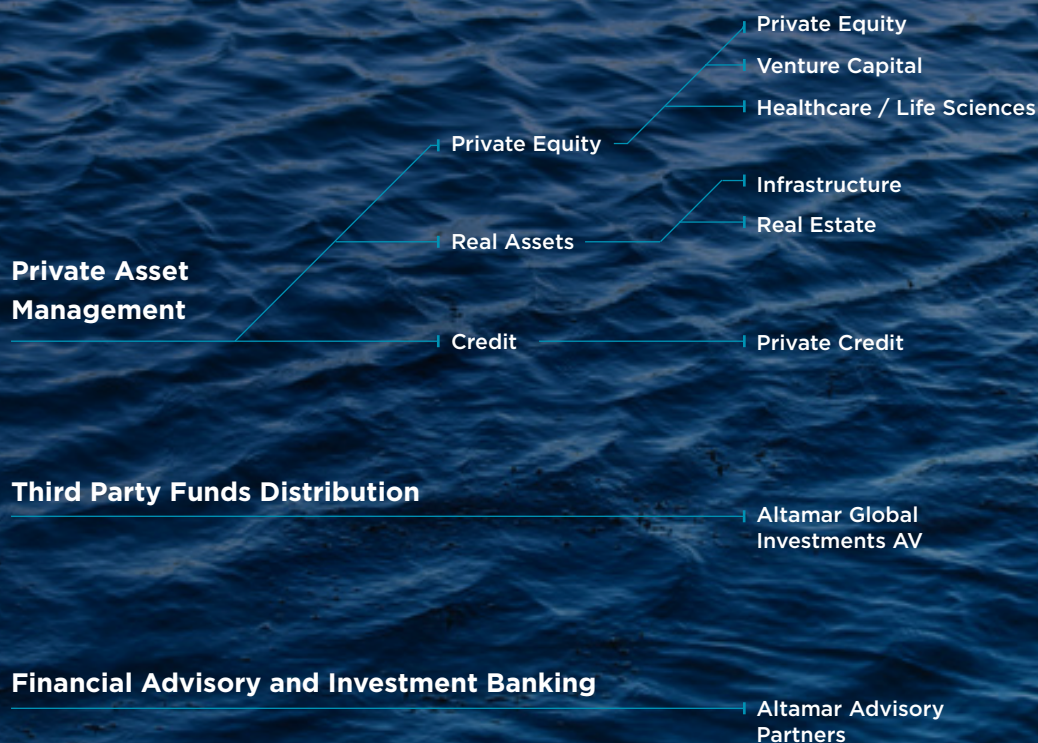 Private Equity
Venture Capital
Healthcare / Life Sciences
Private Equity
Infrastructure
Real Estate
Real Assets
Private Asset
Management
Credit
Private Credit
Third Party Funds Distribution
Altamar Global
Investments AV
Financial Advisory and Investment Banking
Altamar Advisory
Partners